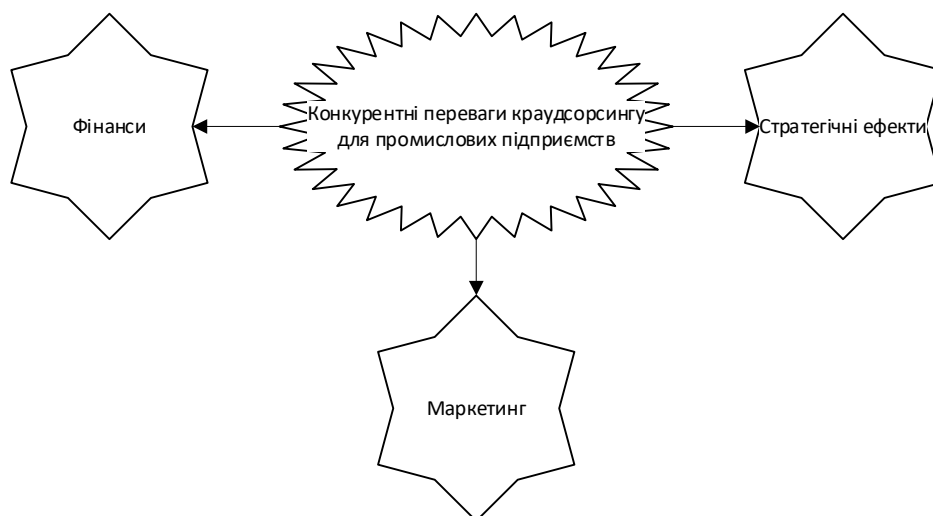 Конкурентні переваги краудсорсингу
для промислових підприємств
Фінанси
Стратегічні ефекти
Маркетинг